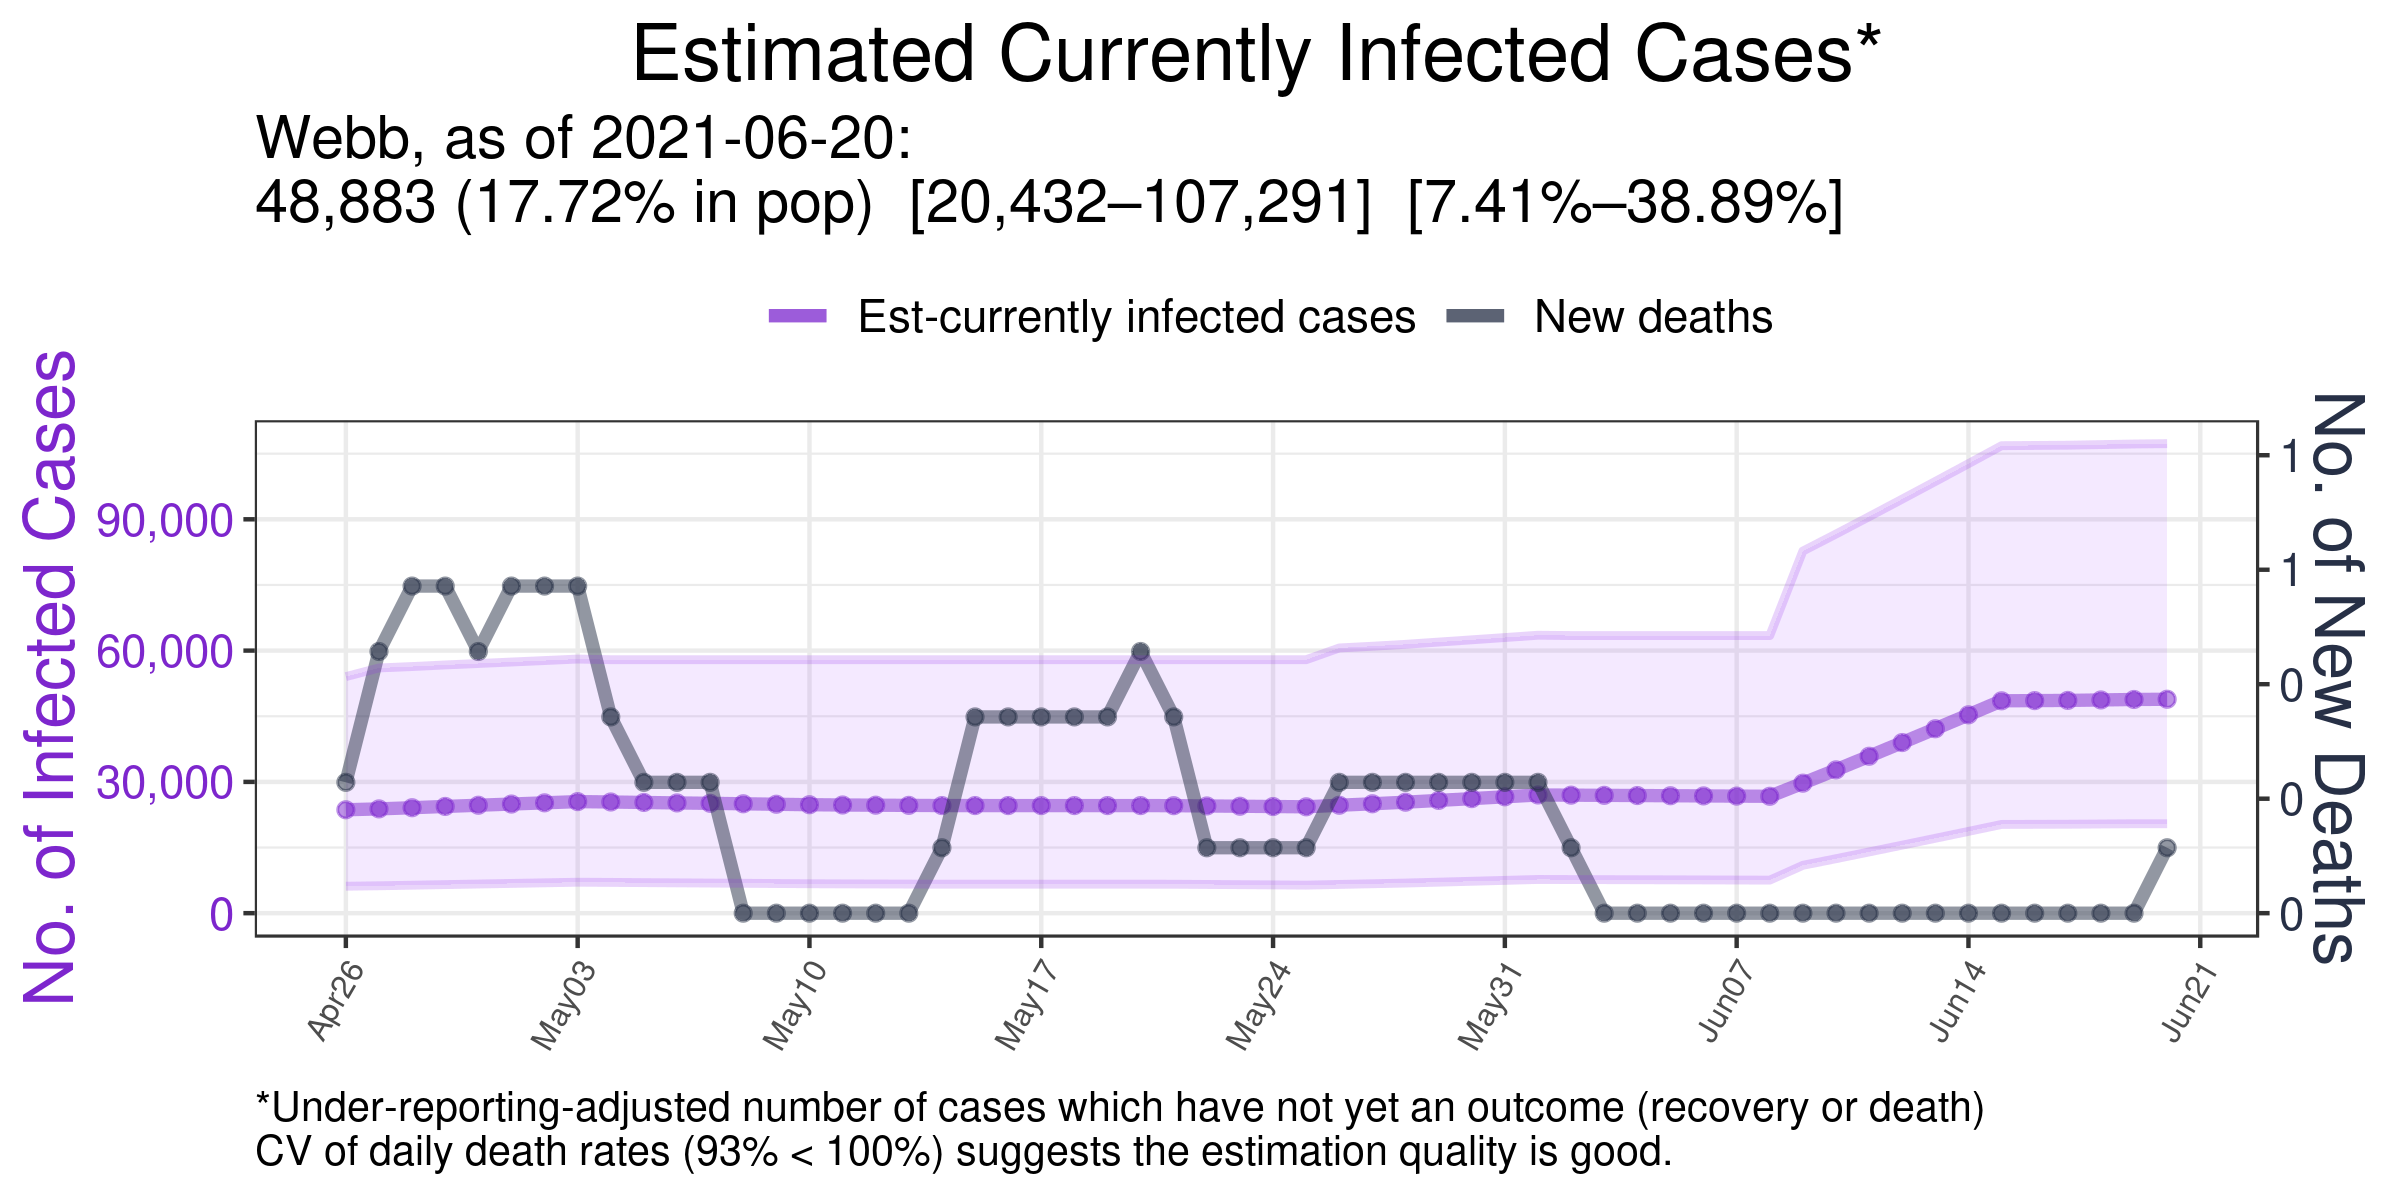 Estimated Currently Infected Cases*
Webb, as of 2021-06-20:
48,883 (17.72% in pop) [20,432–107,291] [7.41%–38.89%]
Est-currently infected cases New deaths
No. of Infected Cases
90,000
60,000
30,000
0
1
1
0
0
0
No. of New Deaths
Apr26 May03 May10 May17 May24 May31 Jun07 Jun14 Jun21
*Under-reporting-adjusted number of cases which have not yet an outcome (recovery or death)
CV of daily death rates (93% < 100%) suggests the estimation quality is good.